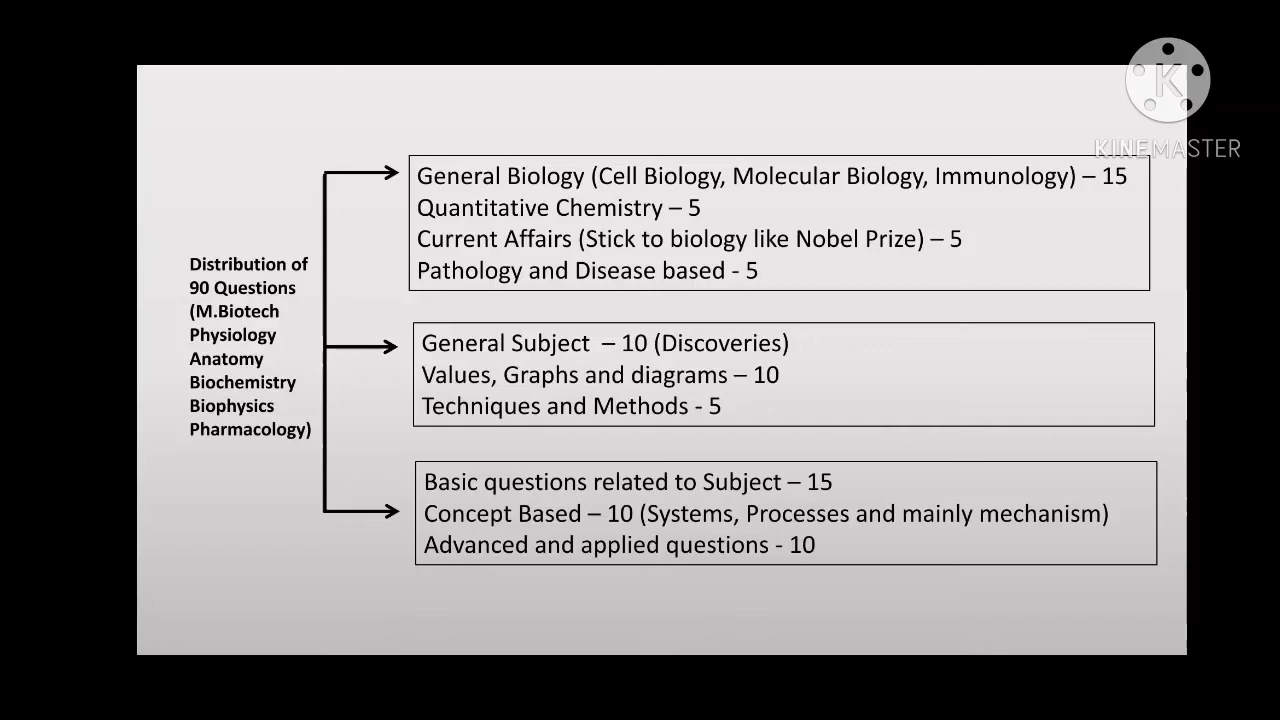 K
KINEMASTER
General Biology (Cell Biology, Molecular Biology, Immunology) – 15
Quantitative Chemistry – 5
Current Affairs (Stick to biology like Nobel Prize) – 5
Pathology and Disease based - 5
Distribution of
90 Questions
(M.Biotech
Physiology
Anatomy
Biochemistry
Biophysics
Pharmacology)
General Subject – 10 (Discoveries)
Values, Graphs and diagrams – 10
Techniques and Methods - 5
Basic questions related to Subject – 15
Concept Based – 10 (Systems, Processes and mainly mechanism)
Advanced and applied questions - 10